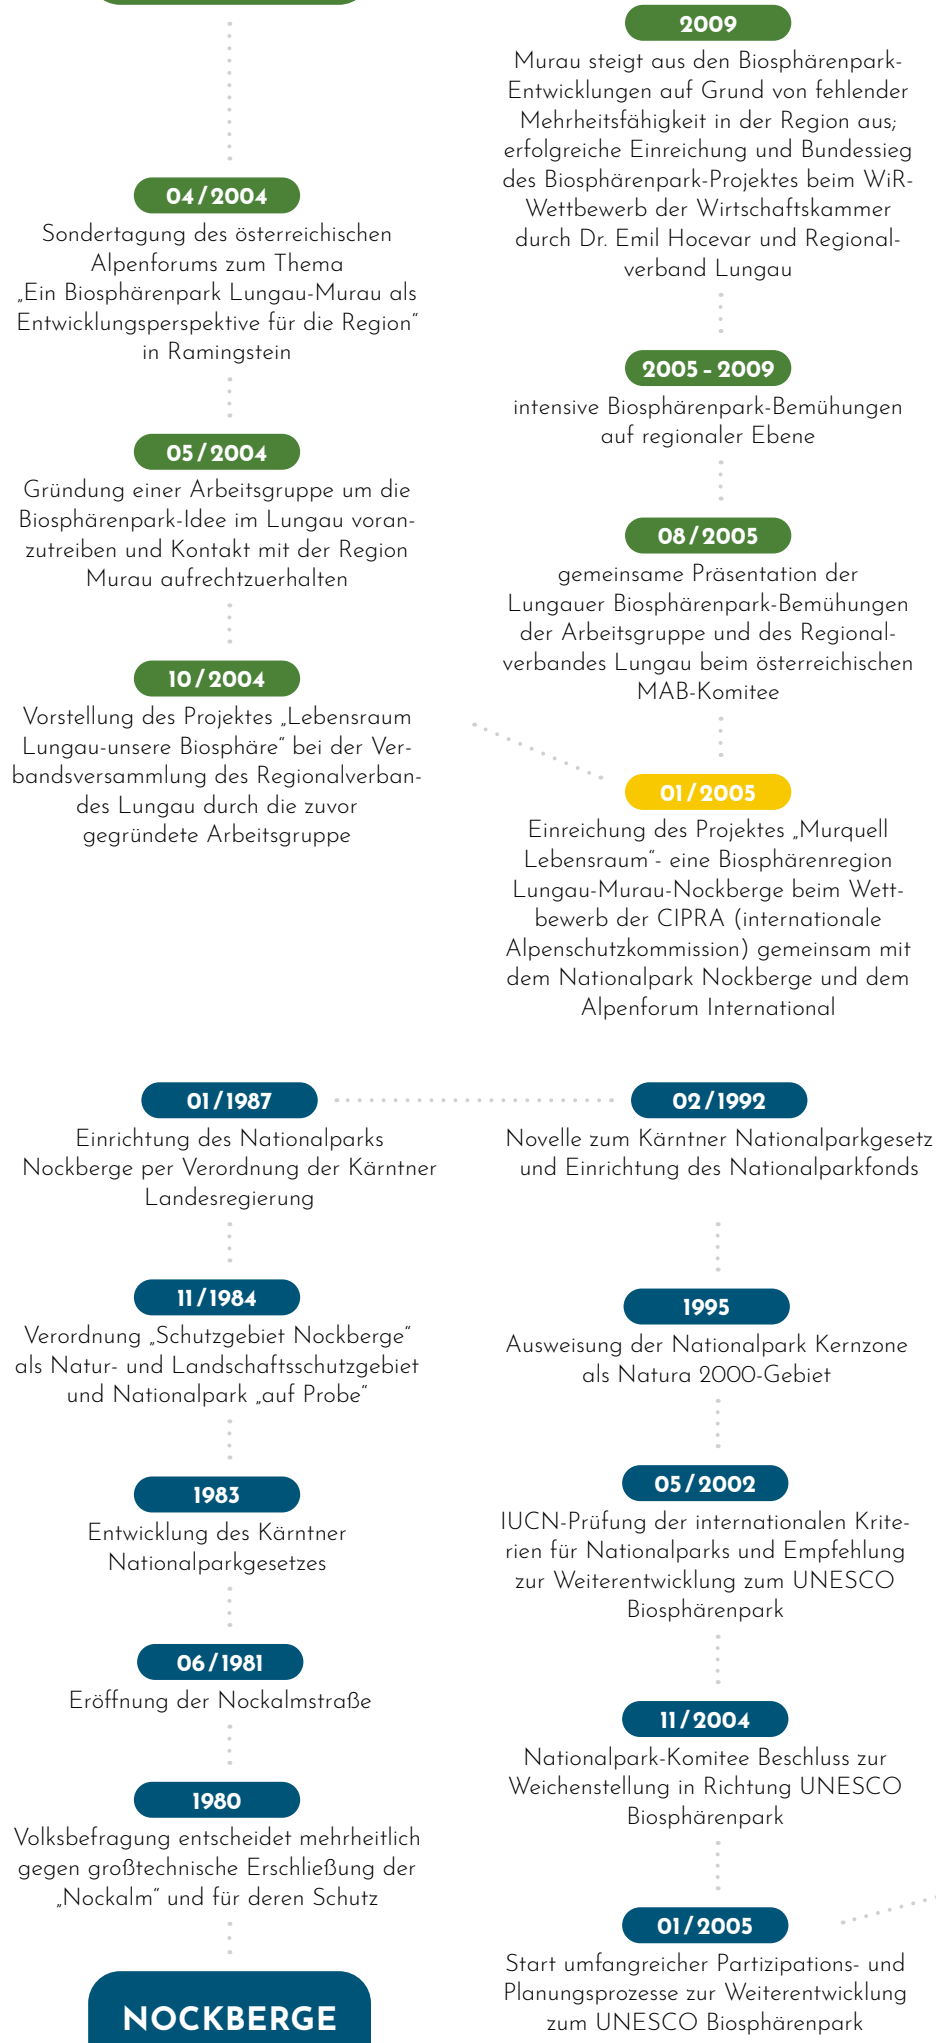 04 / 2004
Sondertagung des österreichischen
Alpenforums zum Thema
„Ein Biosphärenpark Lungau-Murau als
Entwicklungsperspektive für die Region“
in Ramingstein
05 / 2004
Gründung einer Arbeitsgruppe um die
Biosphärenpark-Idee im Lungau voran-
zutreiben und Kontakt mit der Region
Murau aufrechtzuerhalten
10 / 2004
Vorstellung des Projektes „Lebensraum
Lungau-unsere Biosphäre“ bei der Ver-
bandsversammlung des Regionalverban-
des Lungau durch die zuvor
gegründete Arbeitsgruppe
2009
Murau steigt aus den Biosphärenpark-
Entwicklungen auf Grund von fehlender
Mehrheitsfähigkeit in der Region aus;
erfolgreiche Einreichung und Bundessieg
des Biosphärenpark-Projektes beim WiR-
Wettbewerb der Wirtschaftskammer
durch Dr. Emil Hocevar und Regional-
verband Lungau
2005 - 2009
intensive Biosphärenpark-Bemühungen
auf regionaler Ebene
08 / 2005
gemeinsame Präsentation der
Lungauer Biosphärenpark-Bemühungen
der Arbeitsgruppe und des Regional-
verbandes Lungau beim österreichischen
MAB-Komitee
01 / 2005
Einreichung des Projektes „Murquell
Lebensraum“- eine Biosphärenregion
Lungau-Murau-Nockberge beim Wett-
bewerb der CIPRA (internationale
Alpenschutzkommission) gemeinsam mit
dem Nationalpark Nockberge und dem
Alpenforum International
01 / 1987
Einrichtung des Nationalparks
Nockberge per Verordnung der Kärntner
Landesregierung
11 / 1984
Verordnung „Schutzgebiet Nockberge“
als Natur- und Landschaftsschutzgebiet
und Nationalpark „auf Probe“
1983
Entwicklung des Kärntner
Nationalparkgesetzes
06 / 1981
Eröffnung der Nockalmstraße
1980
Volksbefragung entscheidet mehrheitlich
gegen großtechnische Erschließung der
„Nockalm“ und für deren Schutz
NOCKBERGE
02 / 1992
Novelle zum Kärntner Nationalparkgesetz
und Einrichtung des Nationalparkfonds
1995
Ausweisung der Nationalpark Kernzone
als Natura 2000-Gebiet
05 / 2002
IUCN-Prüfung der internationalen Krite-
rien für Nationalparks und Empfehlung
zur Weiterentwicklung zum UNESCO
Biosphärenpark
11 / 2004
Nationalpark-Komitee Beschluss zur
Weichenstellung in Richtung UNESCO
Biosphärenpark
01 / 2005
Start umfangreicher Partizipations- und
Planungsprozesse zur Weiterentwicklung
zum UNESCO Biosphärenpark